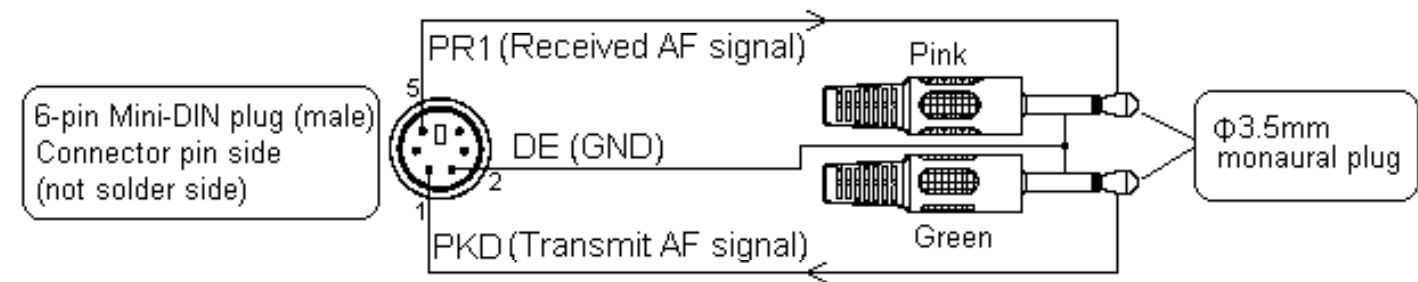 PR1(Received AF signal)
Pink
5
6-pin Mini-DIN plug (male)
Connector pin side
(not solder side)
DE (GND)
2
Φ3.5mm
monaural plug
1
PKD(Transmit AF signal)
Green